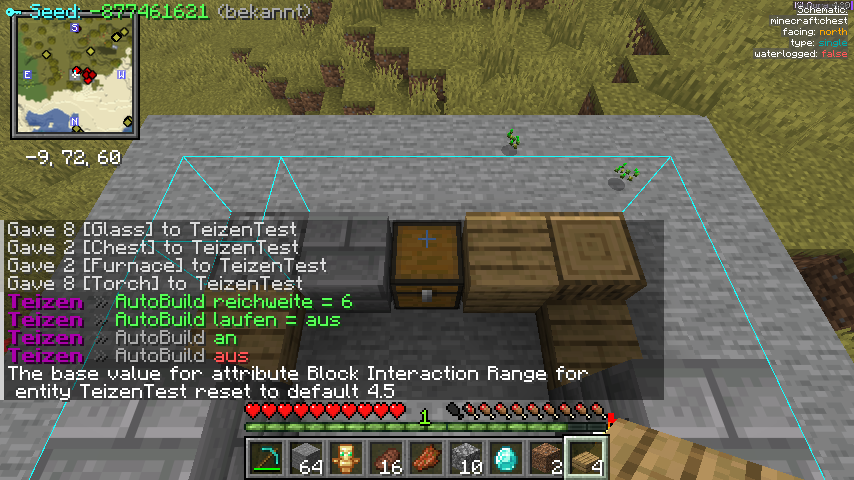 Seed: -877461621 (bekannt)
S
E
W
N
-9, 72, 60
Schematic:
minecraft:chest
facing: north
type: single
waterlogged: false
Gave 8 [Glass] to TeizenTest
Gave 2 [Chest] to TeizenTest
Gave 2 [Furnace] to TeizenTest
Gave 8 [Torch] to TeizenTest
Teizen » AutoBuild reichweite = 6
Teizen » AutoBuild laufen = aus
Teizen » AutoBuild an
Teizen » AutoBuild aus
The base value for attribute Block Interaction Range for
entity TeizenTest reset to default 4.5
1
64
16
10
2
4